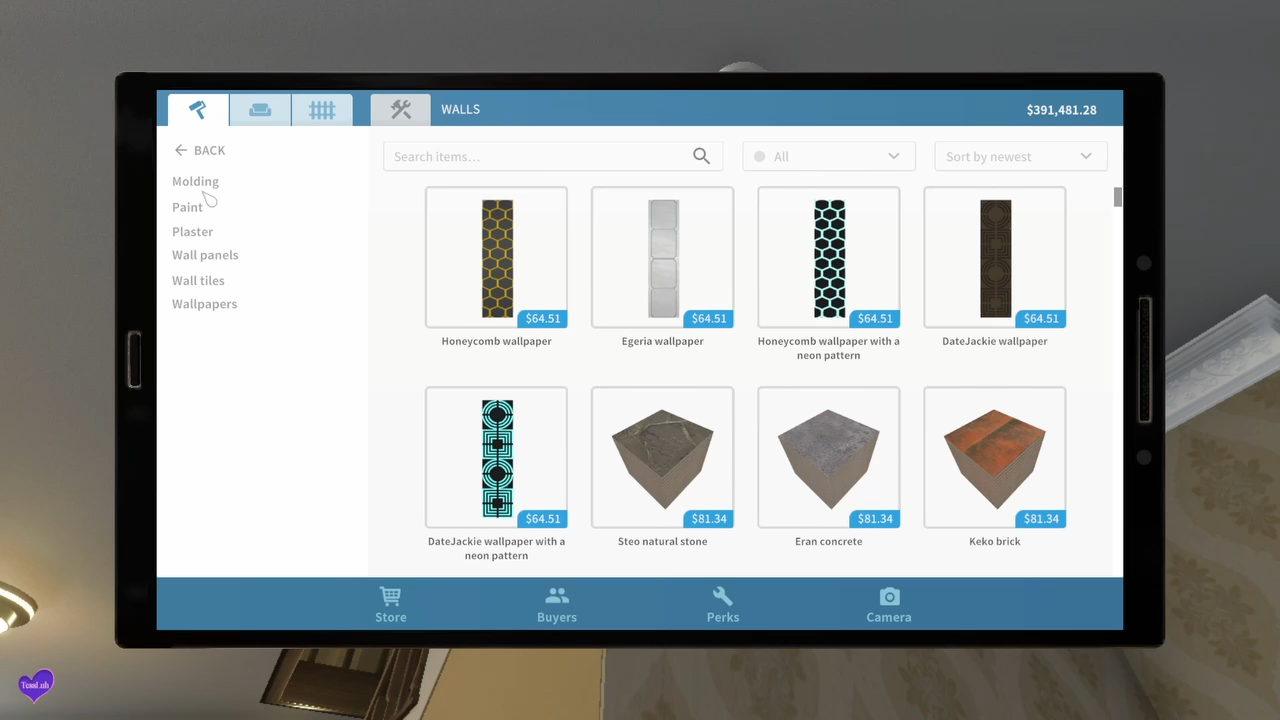 WALLS
$391,481.28
BACK
Search items...
All
Sort by newest
Molding
Paint
Plaster
Wall panels
Wall tiles
Wallpapers
$64.51
$64.51
$64.51
$64.51
Honeycomb wallpaper
Egeria wallpaper
Honeycomb wallpaper with a
neon pattern
DateJackie wallpaper
$64.51
$81.34
$81.34
$81.34
DateJackie wallpaper with a
neon pattern
Steo natural stone
Eran concrete
Keko brick
Store
Buyers
Perks
Camera